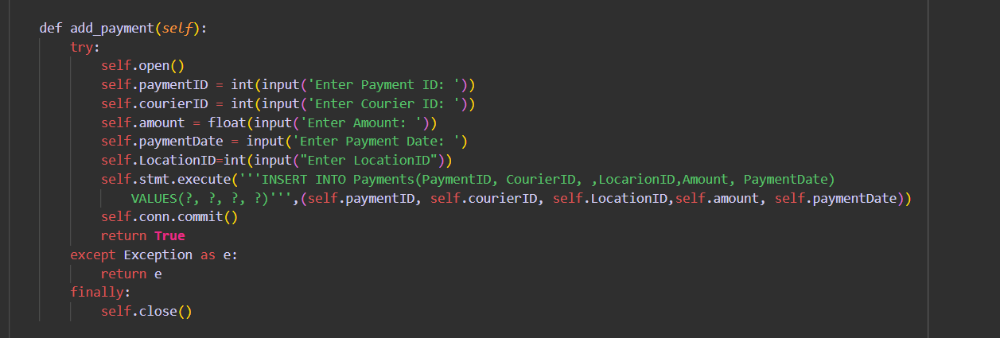 def add_payment(self):
try:
self.open()
self.paymentID = int(input('Enter Payment ID: '))
self.courierID = int(input('Enter Courier ID: '))
self.amount = float(input('Enter Amount: '))
self.paymentDate = input('Enter Payment Date: ')
self.LocationID=int(input("Enter LocationID"))
self.stmt.execute('''INSERT INTO Payments(PaymentID, CourierID, ,LocarionID,Amount, PaymentDate)
VALUES(?, ?, ?, ?)''',(self.paymentID, self.courierID, self.LocationID,self.amount, self.paymentDate))
self.conn.commit()
return True
except Exception as e:
return e
finally:
self.close()